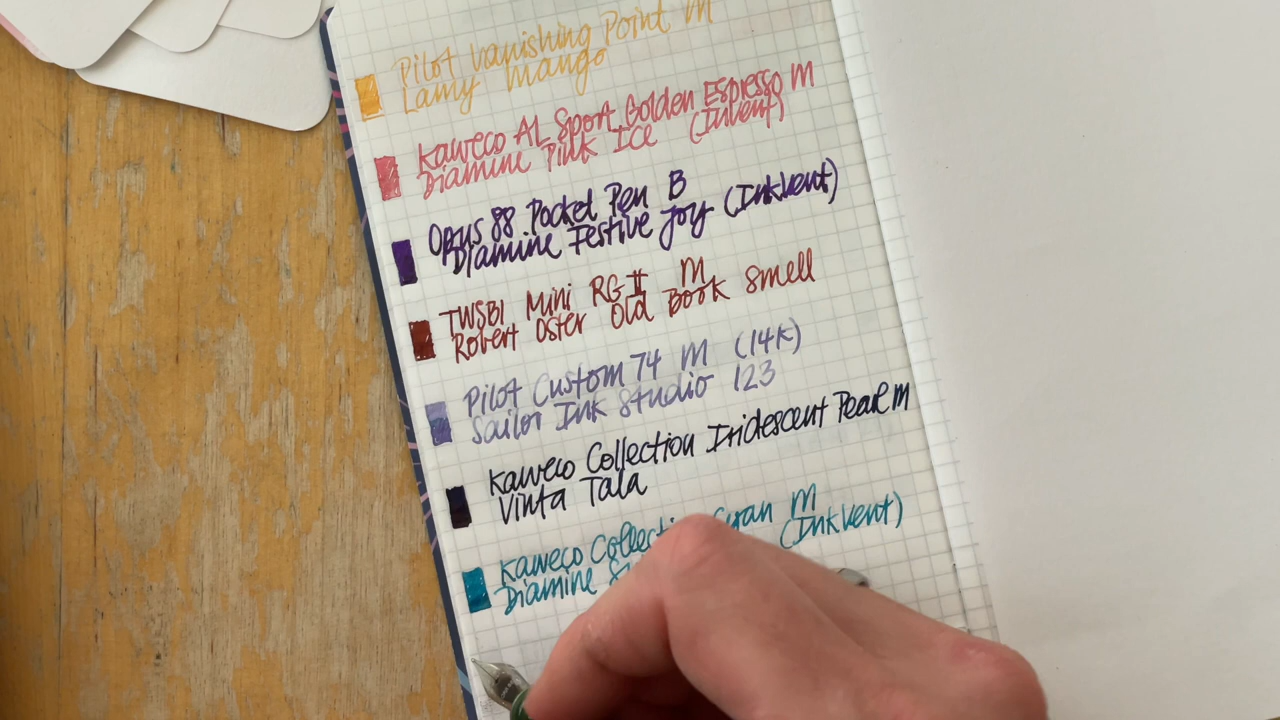 Pilot Vanishing Point M
Lamy Mango
Kaweco AL Sport Golden Espresso M
Diamine Pink Ice (Invent)
Opus 88 Pocket Pen B
Diamine Festive Joy (Inkvent)
TWSBI Mini RG II M
Robert Oster Old Book Smell
Pilot Custom 74 M (14K)
Sailor Ink Studio 123
Kaweco Collection Iridescent Pearl M
Vinta Tala
Kaweco Collection Cyan M
Diamine (Inkvent)